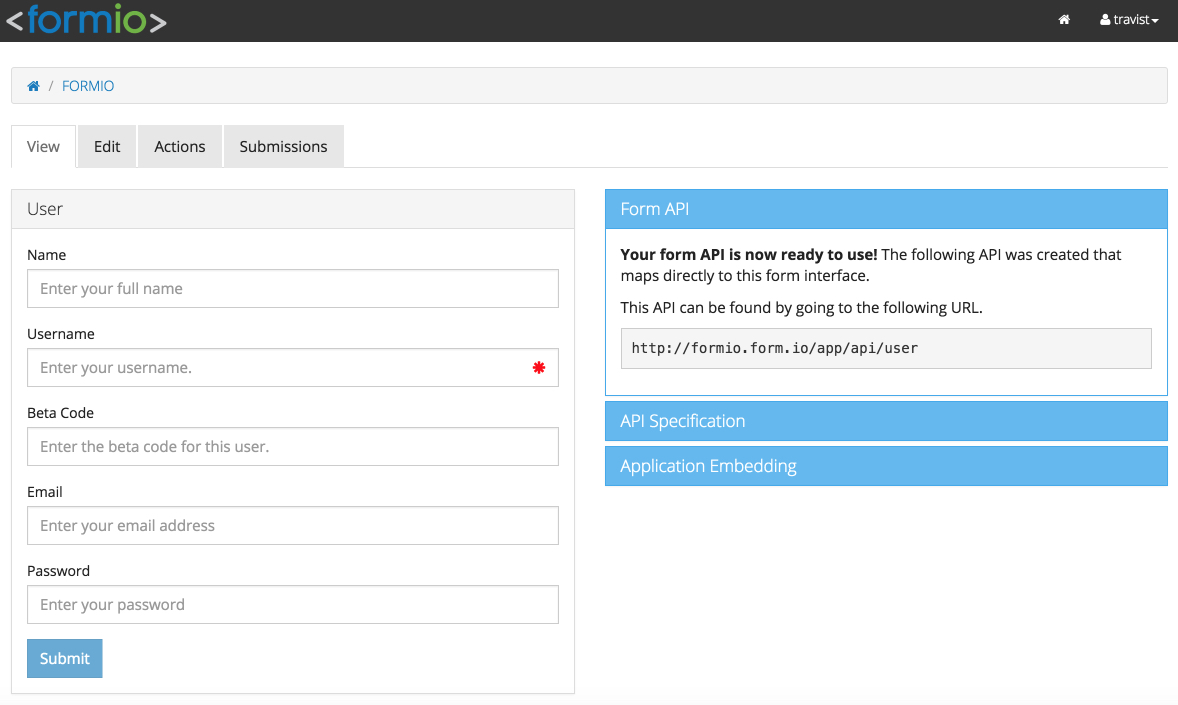 <formio>
travist
/ FORMIO
View Edit Actions Submissions
User
Name
Enter your full name
Username
Enter your username.
Beta Code
Enter the beta code for this user.
Email
Enter your email address
Password
Enter your password
Submit
Form API
Your form API is now ready to use! The following API was created that
maps directly to this form interface.
This API can be found by going to the following URL.
http://formio.form.io/app/api/user
API Specification
Application Embedding